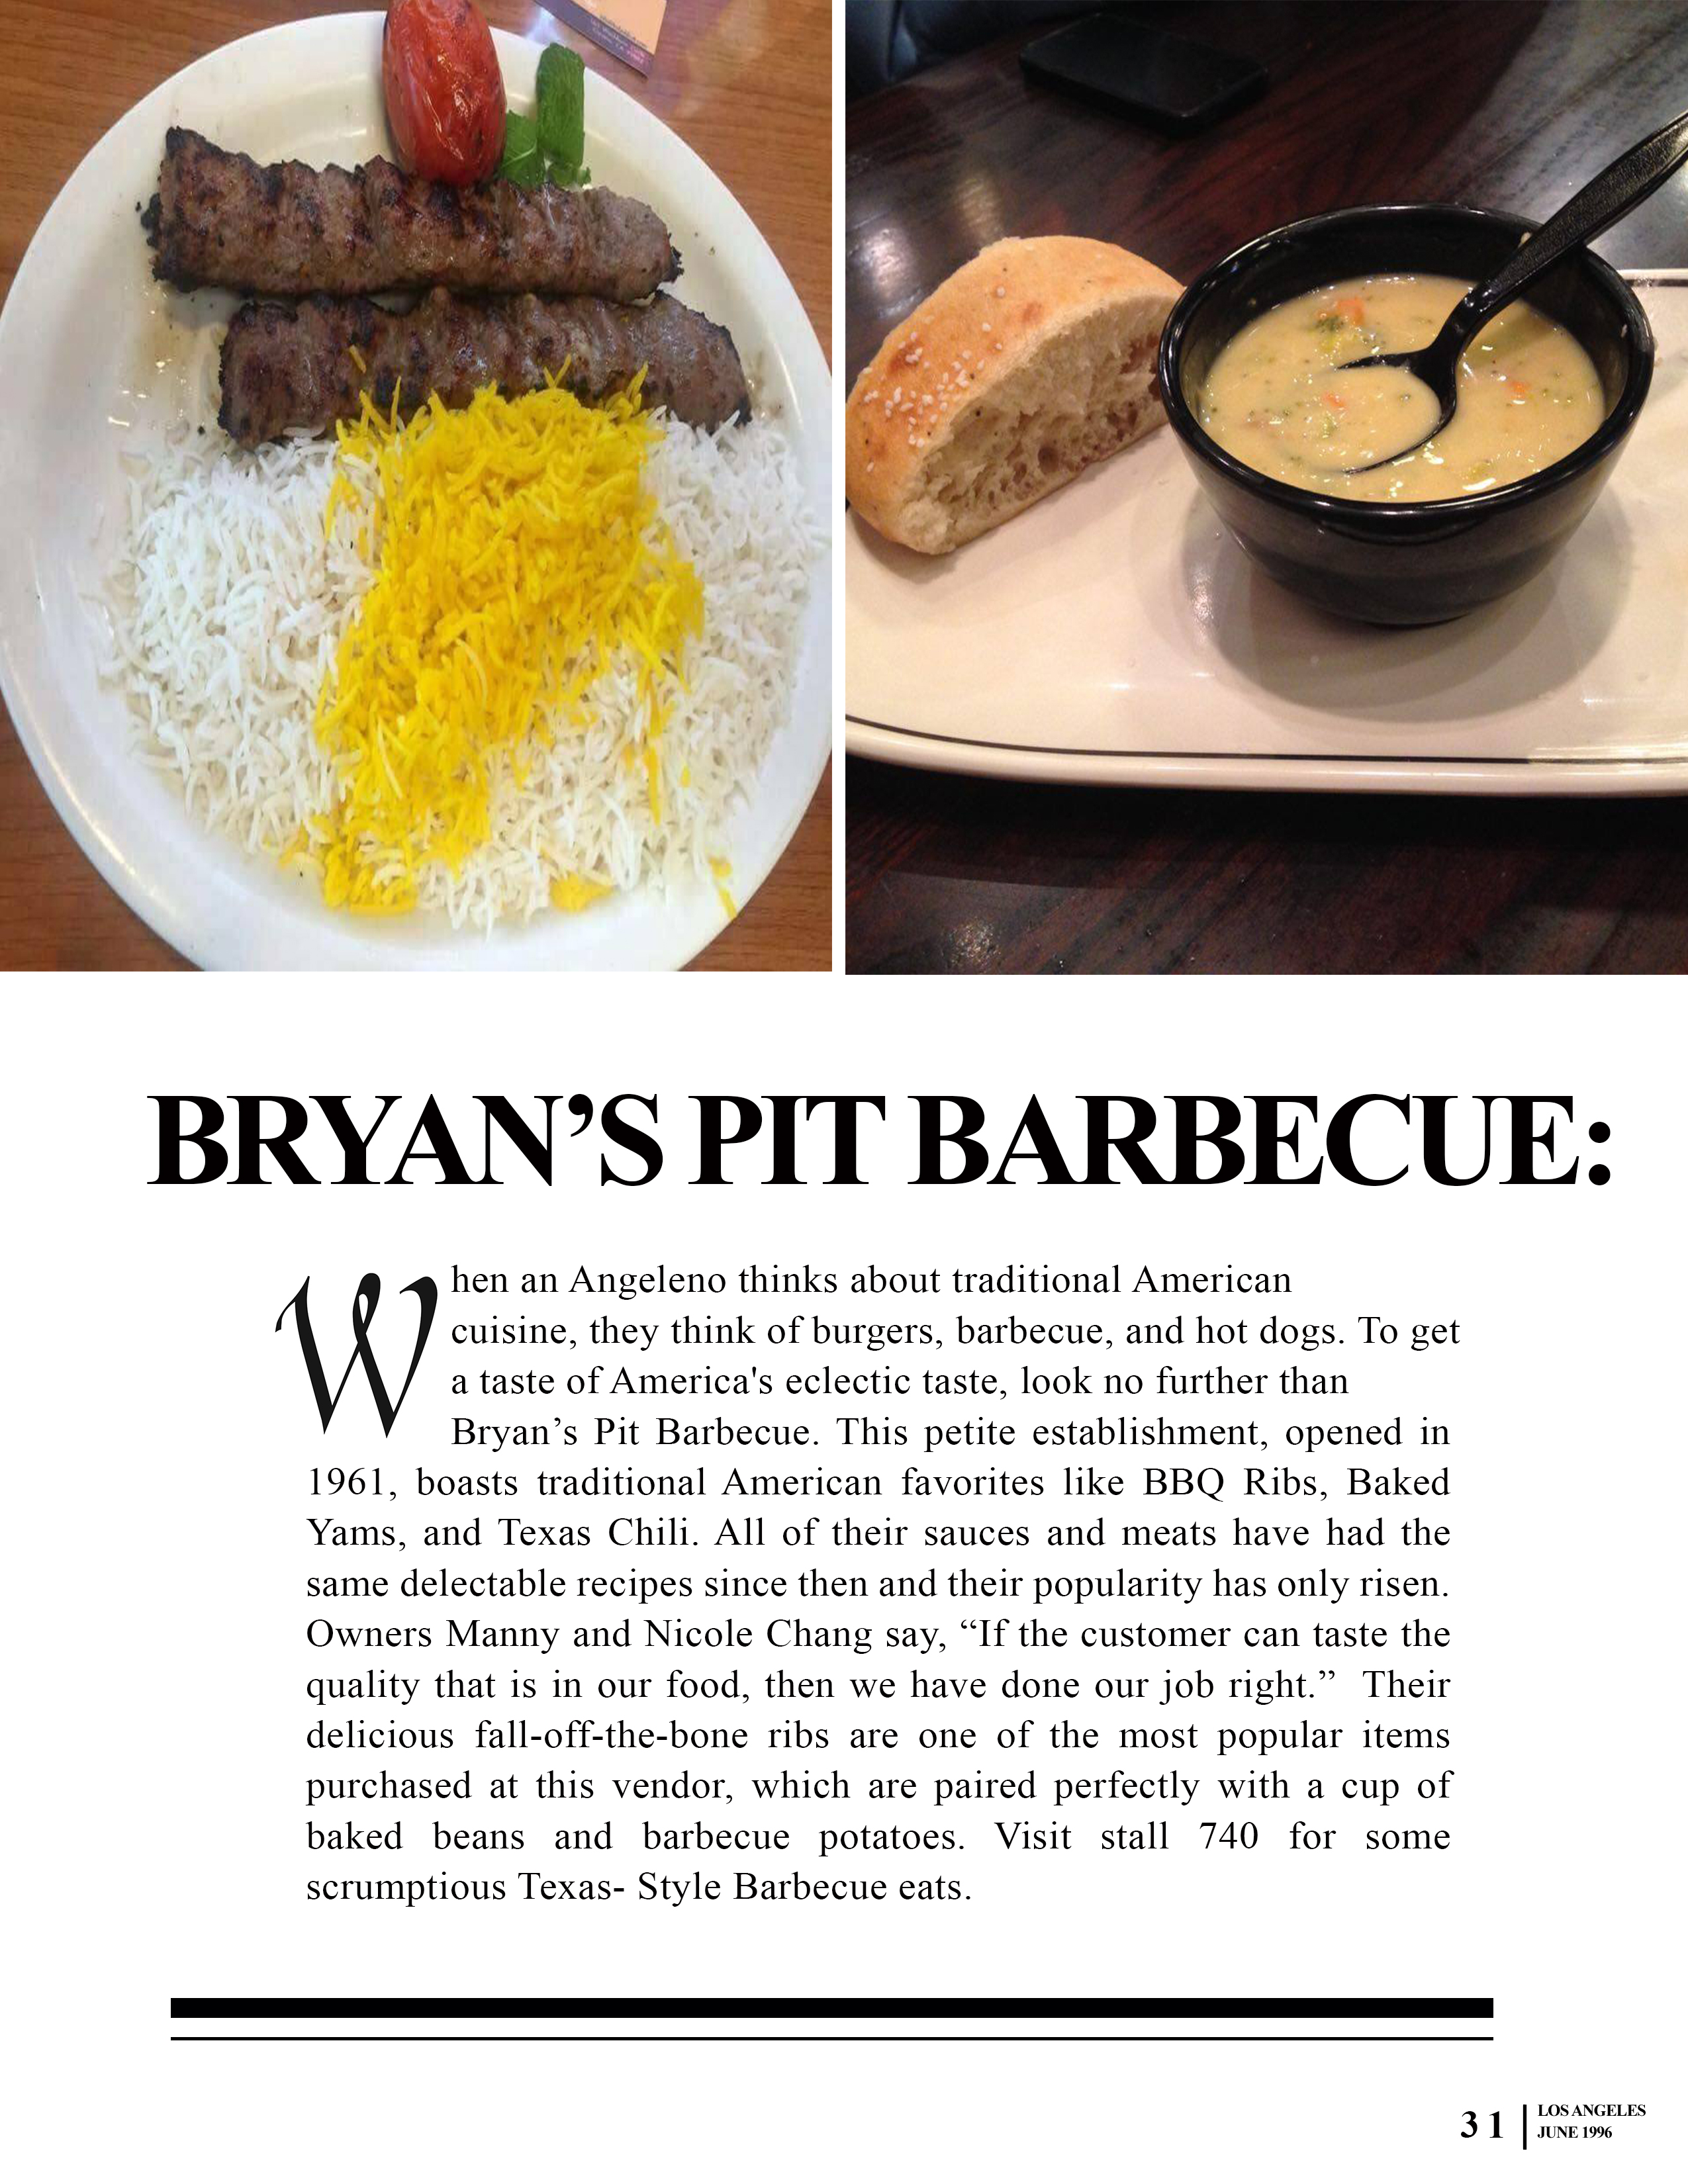 BRYAN’S PIT BARBECUE:
When an Angeleno thinks about traditional American
cuisine, they think of burgers, barbecue, and hot dogs. To get
a taste of America's eclectic taste, look no further than
Bryan’s Pit Barbecue. This petite establishment, opened in
1961, boasts traditional American favorites like BBQ Ribs, Baked
Yams, and Texas Chili. All of their sauces and meats have had the
same delectable recipes since then and their popularity has only risen.
Owners Manny and Nicole Chang say, “If the customer can taste the
quality that is in our food, then we have done our job right.”  Their
delicious fall-off-the-bone ribs are one of the most popular items
purchased at this vendor, which are paired perfectly with a cup of
baked beans and barbecue potatoes. Visit stall 740 for some
scrumptious Texas- Style Barbecue eats.
31
LOS ANGELES
JUNE 1996